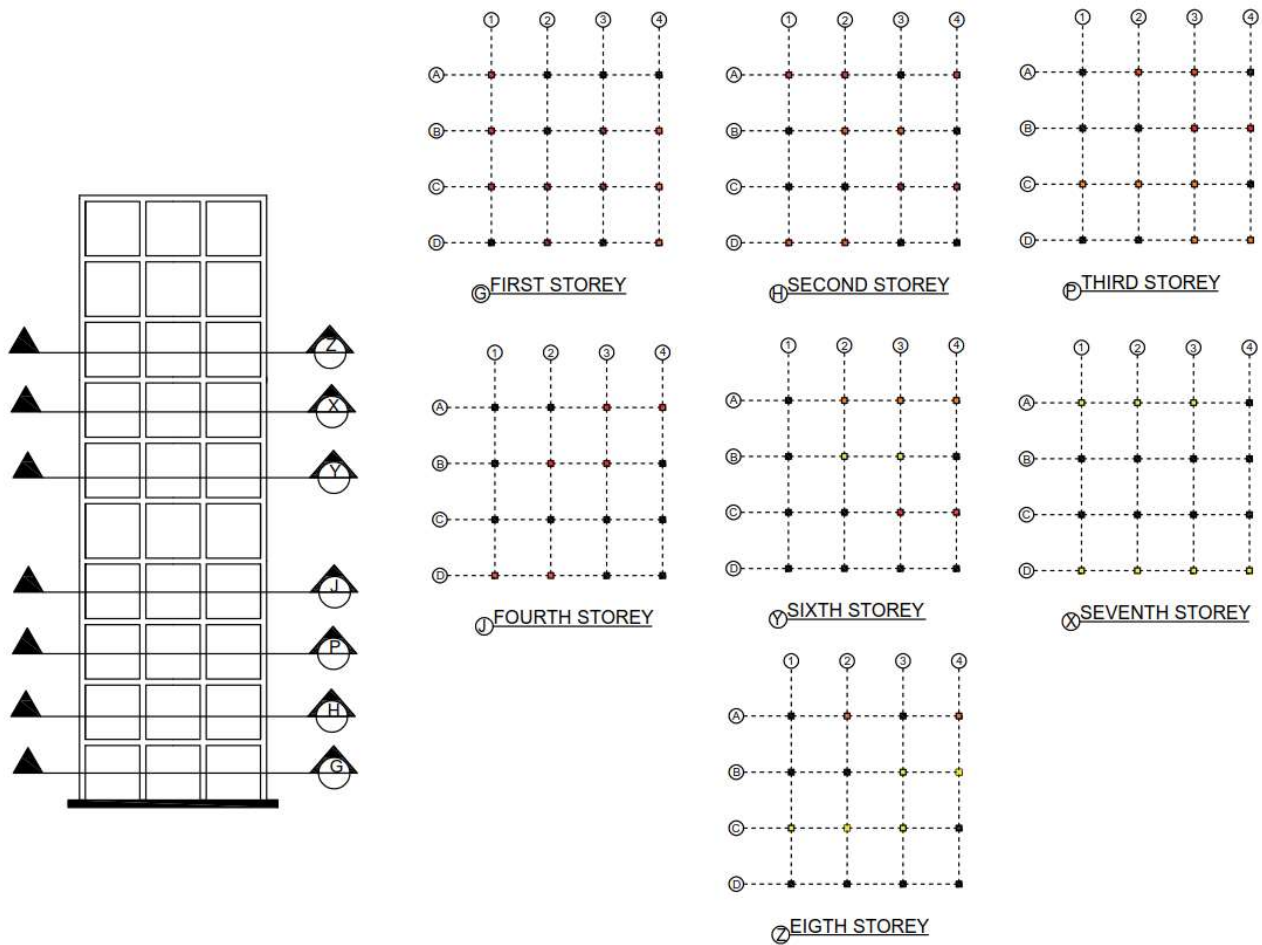 1 2 3 4
A
B
C
D
G FIRST STOREY
1 2 3 4
A
B
C
D
H SECOND STOREY
1 2 3 4
A
B
C
D
P THIRD STOREY
Z
X
Y
J
P
H
G
1 2 3 4
A
B
C
D
J FOURTH STOREY
1 2 3 4
A
B
C
D
Y SIXTH STOREY
1 2 3 4
A
B
C
D
X SEVENTH STOREY
1 2 3 4
A
B
C
D
Z EIGTH STOREY